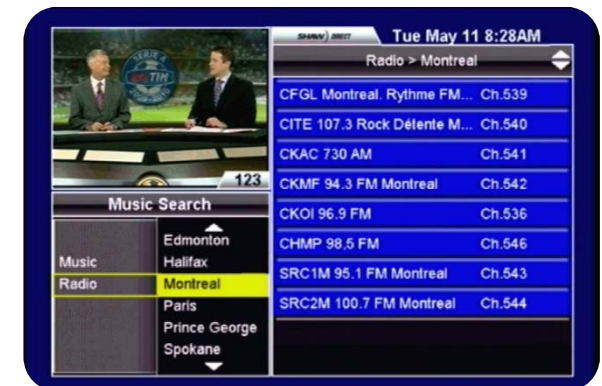 SHAW) DIRECT
Tue May 11 8:28AM
Radio > Montreal
CFGL Montreal. Rythme FM... Ch.539
CITE 107.3 Rock Détente M... Ch.540
CKAC 730 AM Ch.541
CKMF 94.3 FM Montreal Ch.542
CKOI 96.9 FM Ch.536
CHMP 98,5 FM Ch.546
SRC1M 95.1 FM Montreal Ch.543
SRC2M 100.7 FM Montreal Ch.544
SERIE A
TIM
123
Music Search
Edmonton
Music Halifax
Radio Montreal
Paris
Prince George
Spokane